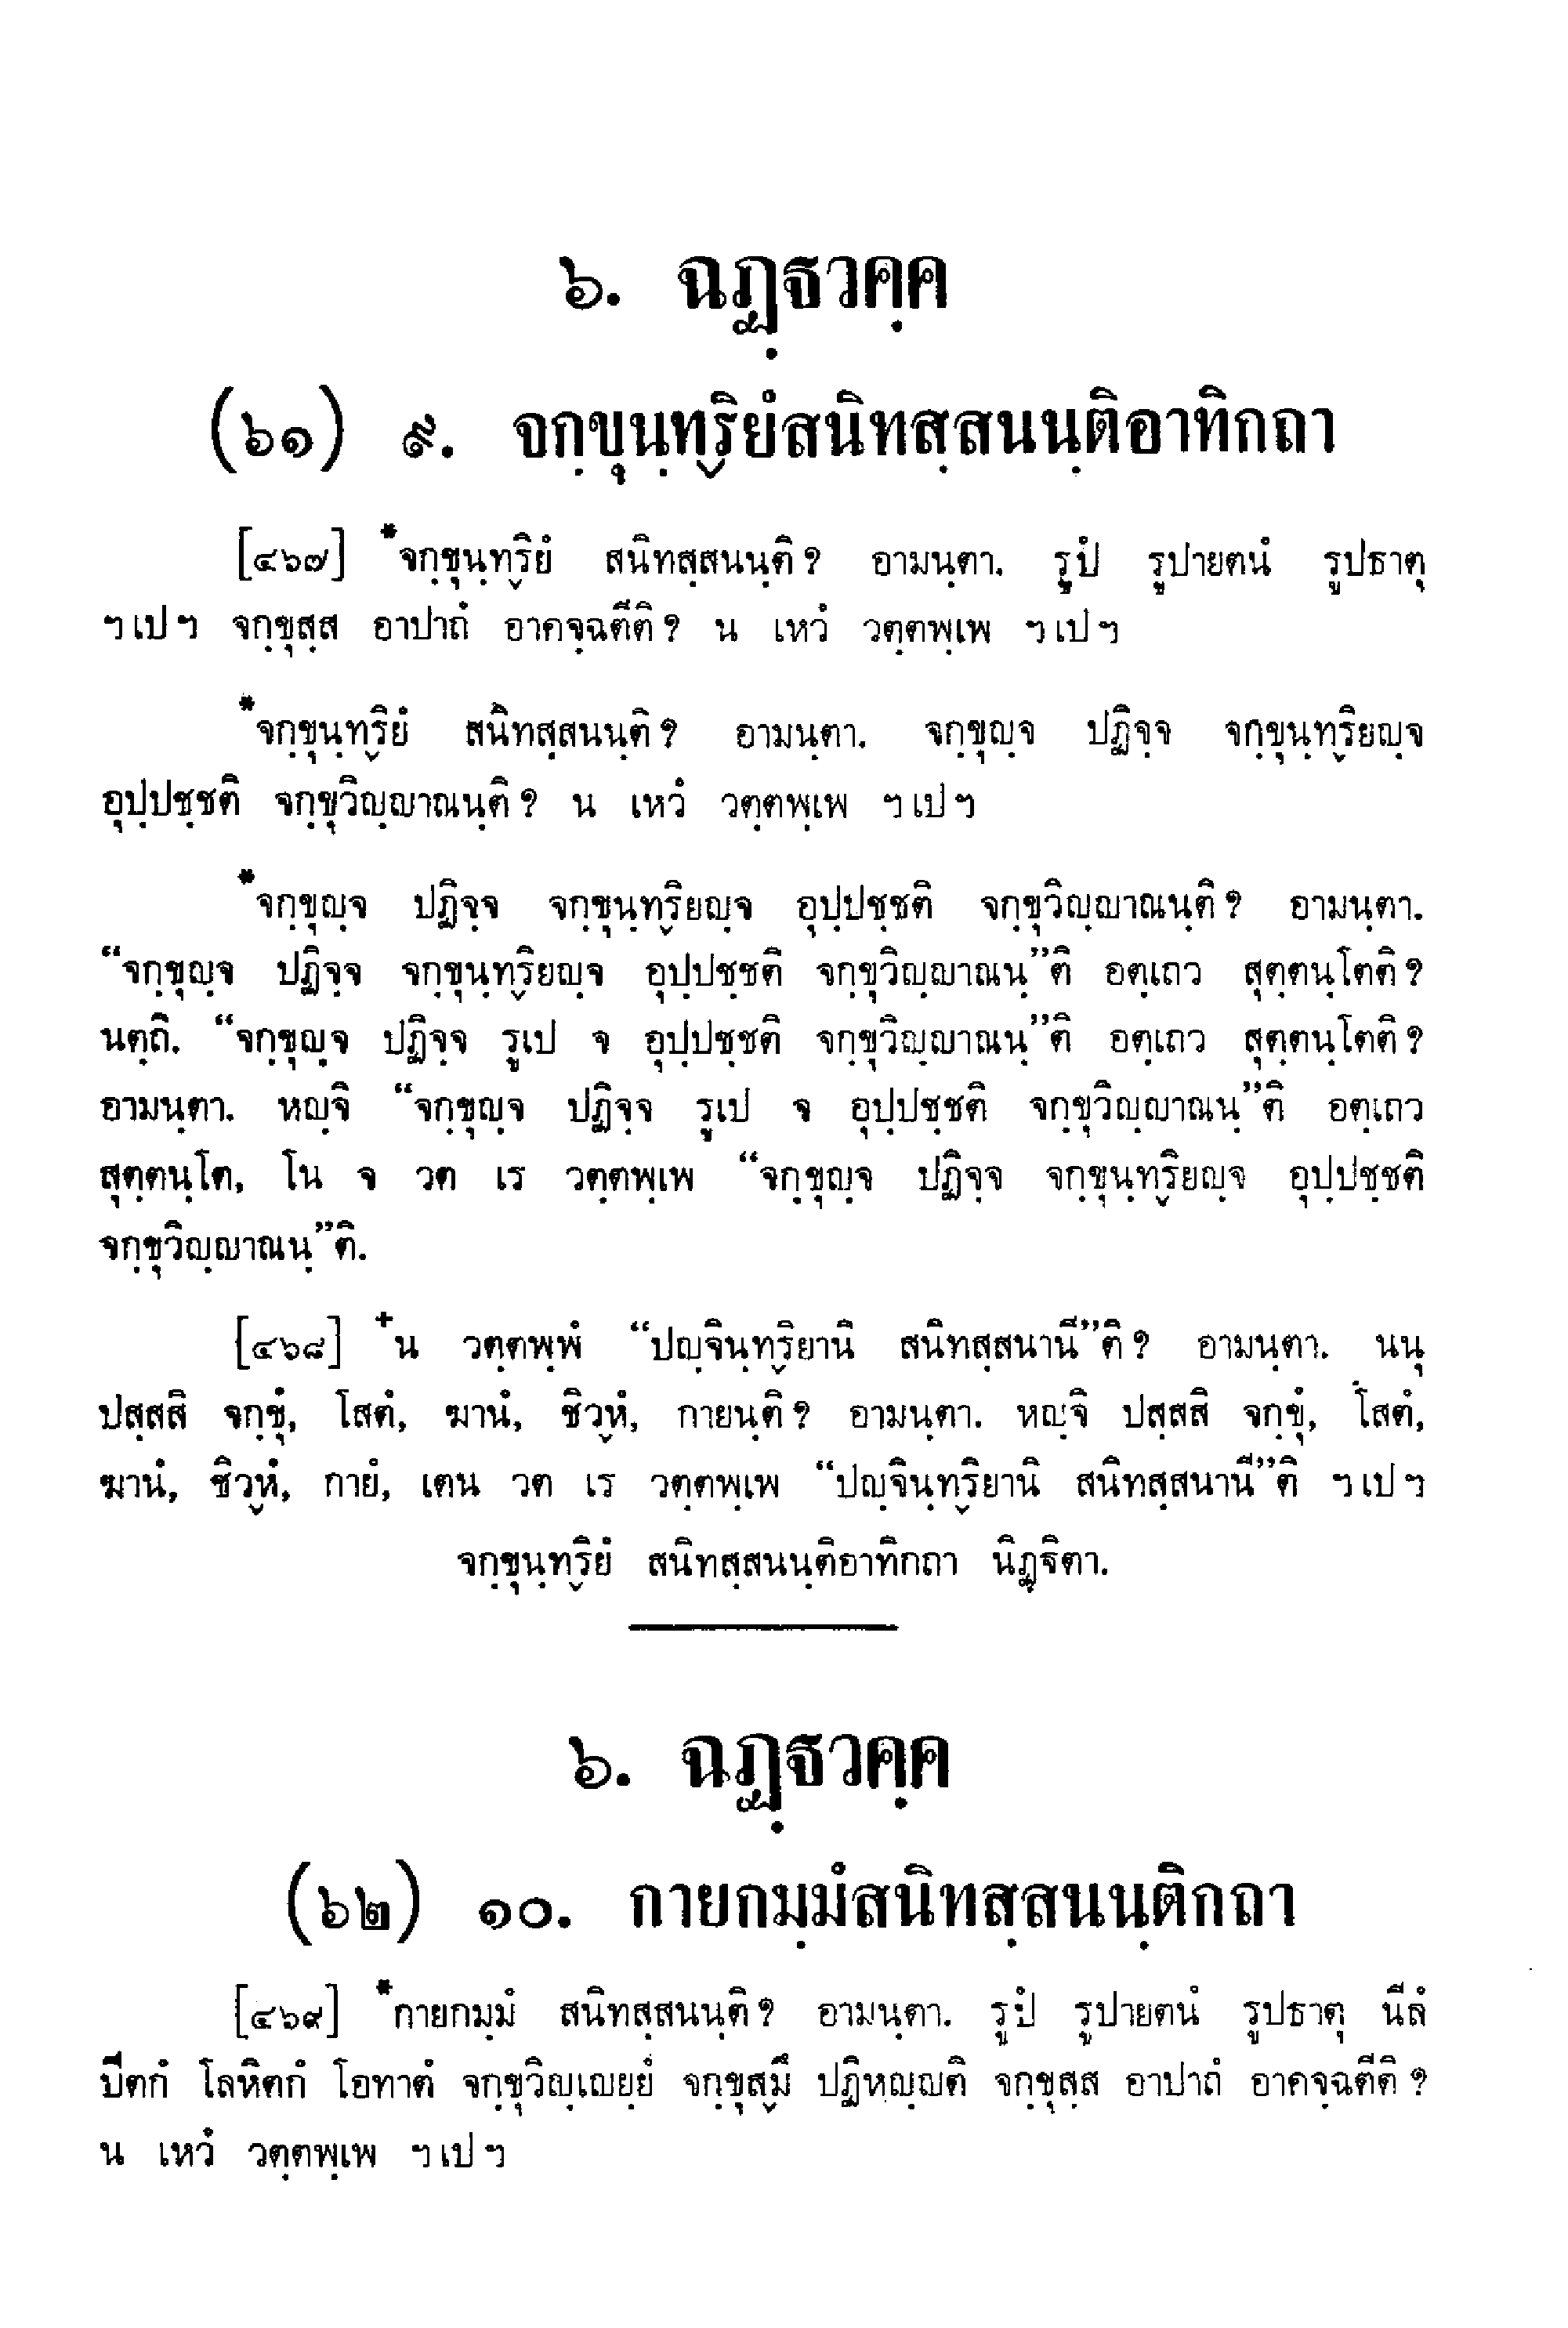 ๖. ฉฏฺฐวคฺค
(๖๑) ๙. จกฺขุนฺทฺริยํสนิทสฺสนนฺติอาทิกถา
[๔๖๗] *จกฺขุนฺทฺริยํ สนิทสฺสนนฺติ? อามนฺตา. รูปํ รูปายตนํ รูปธาตุ
ฯเปฯ จกฺขุสฺส อาปาถํ อาคจฺฉตีติ? น เหวํ วตฺตพฺเพ ฯเปฯ
*จกฺขุนฺทฺริยํ สนิทสฺสนนฺติ? อามนฺตา. จกฺขุญฺจ ปฏิจฺจ จกฺขุนฺทฺริยญฺจ
อุปฺปชฺชติ จกฺขุวิญฺญาณนฺติ? น เหวํ วตฺตพฺเพ ฯเปฯ
*จกฺขุญฺจ ปฏิจฺจ จกฺขุนฺทฺริยญฺจ อุปฺปชฺชติ จกฺขุวิญฺญาณนฺติ? อามนฺตา.
“จกฺขุญฺจ ปฏิจฺจ จกฺขุนฺทฺริยญฺจ อุปฺปชฺชติ จกฺขุวิญฺญาณนฺ”ติ อตฺเถว สุตฺตนฺโตติ?
นตฺถิ. “จกฺขุญฺจ ปฏิจฺจ รูเป จ อุปฺปชฺชติ จกฺขุวิญฺญาณนฺ”ติ อตฺเถว สุตฺตนฺโตติ?
อามนฺตา. หญฺจิ “จกฺขุญฺจ ปฏิจฺจ รูเป จ อุปฺปชฺชติ จกฺขุวิญฺญาณนฺ”ติ อตฺเถว
สุตฺตนฺโต, โน จ วต เร วตฺตพฺเพ “จกฺขุญฺจ ปฏิจฺจ จกฺขุนฺทฺริยญฺจ อุปฺปชฺชติ
จกฺขุวิญฺญาณนฺ”ติ.
[๔๖๘] +น วตฺตพฺพํ “ปญฺจินฺทฺริยานิ สนิทสฺสนานี”ติ? อามนฺตา. นนุ
ปสฺสสิ จกฺขุํ, โสตํ, ฆานํ, ชิวฺหํ, กายนฺติ? อามนฺตา. หญฺจิ ปสฺสสิ จกฺขุํ, โสตํ,
ฆานํ, ชิวฺหํ, กายํ, เตน วต เร วตฺตพฺเพ “ปญฺจินฺทฺริยานิ สนิทสฺสนานี”ติ ฯเปฯ
จกฺขุนฺทฺริยํ สนิทสฺสนนฺติอาทิกถา นิฏฺฐิตา.
๖. ฉฏฺฐวคฺค
(๖๒) ๑๐. กายกมฺมํสนิทสฺสนนฺติกถา
[๔๖๙] *กายกมฺมํ สนิทสฺสนนฺติ? อามนฺตา. รูปํ รูปายตนํ รูปธาตุ นีลํ
ปีตกํ โลหิตกํ โอทาตํ จกฺขุวิญฺเญยฺยํ จกฺขุสฺมึ ปฏิหญฺญติ จกฺขุสฺส อาปาถํ อาคจฺฉตีติ?
น เหวํ วตฺตพฺเพ ฯเปฯ